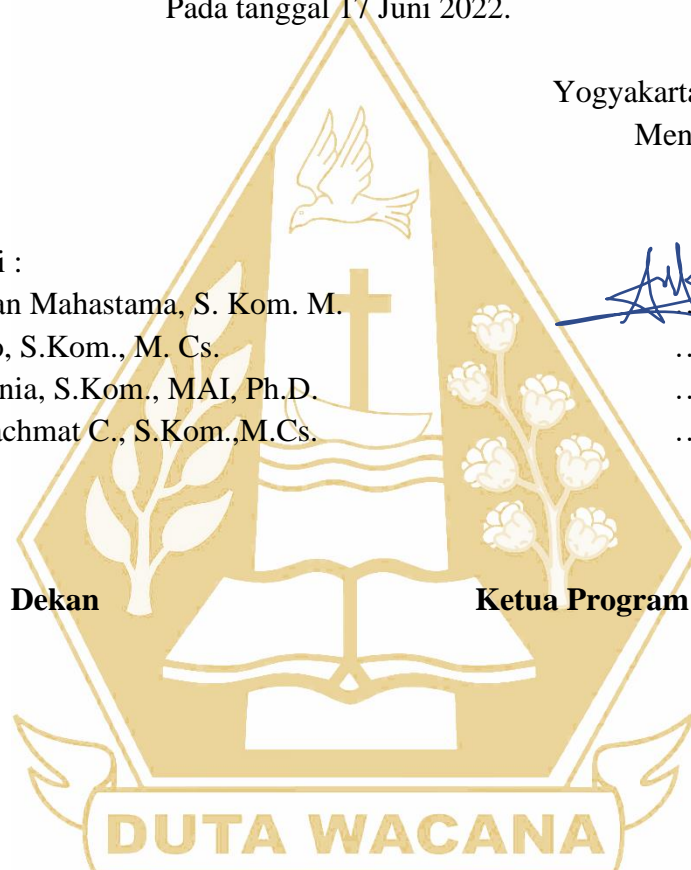 Pada tanggal 17 Juni 2022.
Yogyakarta
Men
i :
an Mahastama, S. Kom. M.
o, S.Kom., M. Cs.
nia, S.Kom., MAI, Ph.D.
achmat C., S.Kom.,M.Cs.
Dekan Ketua Program
DUTA WACANA